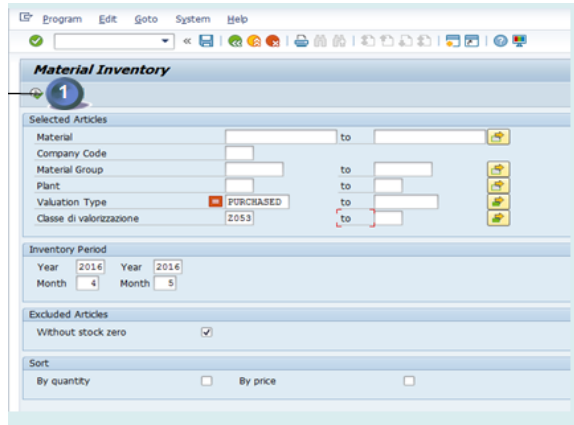 Program Edit Goto System Help
Material Inventory
1
Selected Articles
Material to
Company Code
Material Group to
Plant to
Valuation Type = PURCHASED to
Classe di valorizzazione Z053 to
Inventory Period
Year 2016 Year 2016
Month 4 Month 5
Excluded Articles
Without stock zero
Sort
By quantity By price